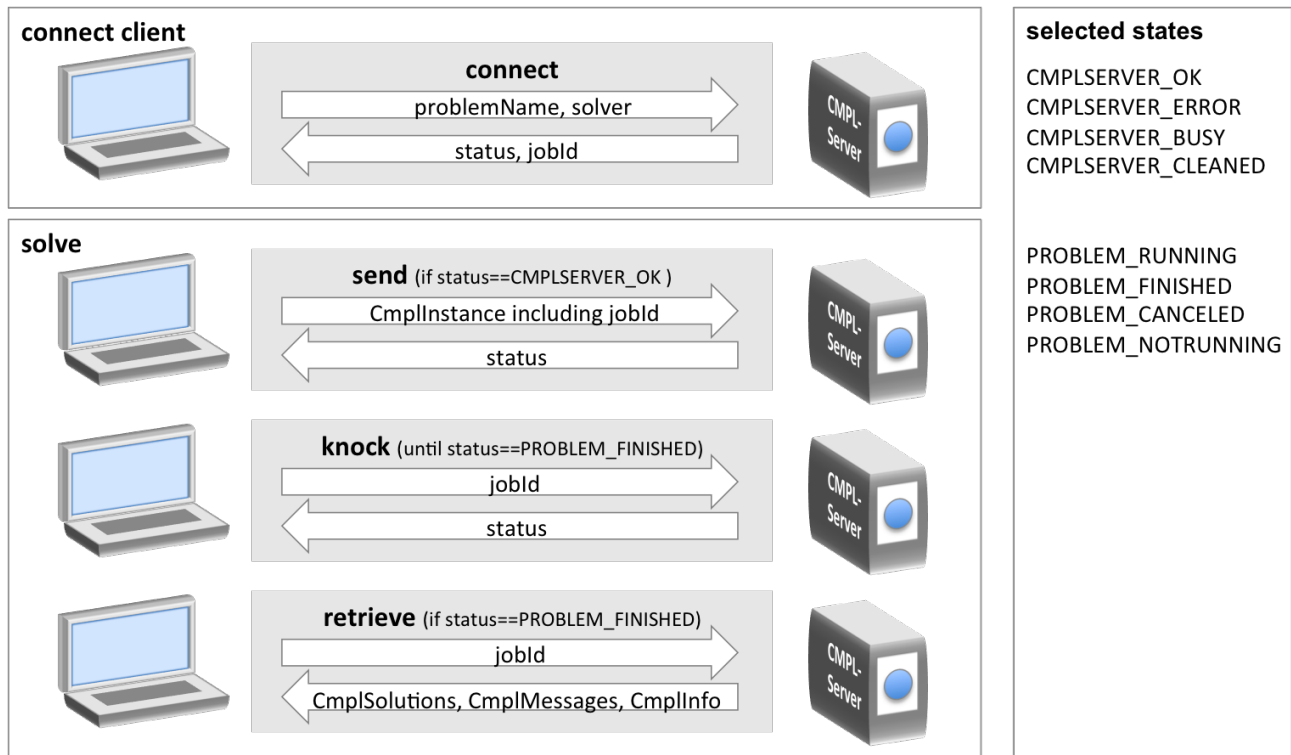 connect client
connect
problemName, solver
status, jobId
CMPL-
Server
solve
send (if status==CMPLSERVER_OK )
CmplInstance including jobId
status
CMPL-
Server
knock (until status==PROBLEM_FINISHED)
jobId
status
CMPL-
Server
retrieve (if status==PROBLEM_FINISHED)
jobId
CmplSolutions, CmplMessages, CmplInfo
CMPL-
Server
selected states
CMPLSERVER_OK
CMPLSERVER_ERROR
CMPLSERVER_BUSY
CMPLSERVER_CLEANED
PROBLEM_RUNNING
PROBLEM_FINISHED
PROBLEM_CANCELED
PROBLEM_NOTRUNNING